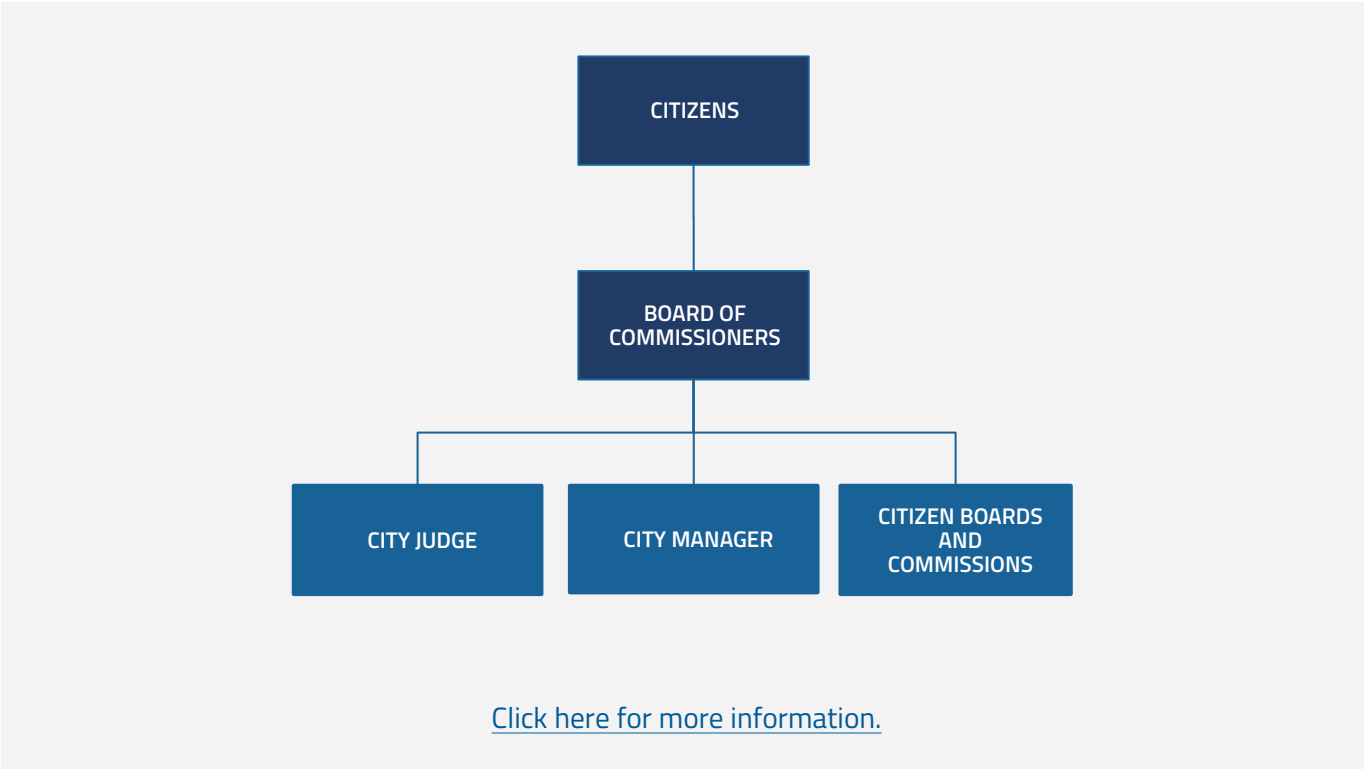 CITIZENS
BOARD OF
COMMISSIONERS
CITY JUDGE
CITY MANAGER
CITIZEN BOARDS
AND
COMMISSIONS
Click here for more information.